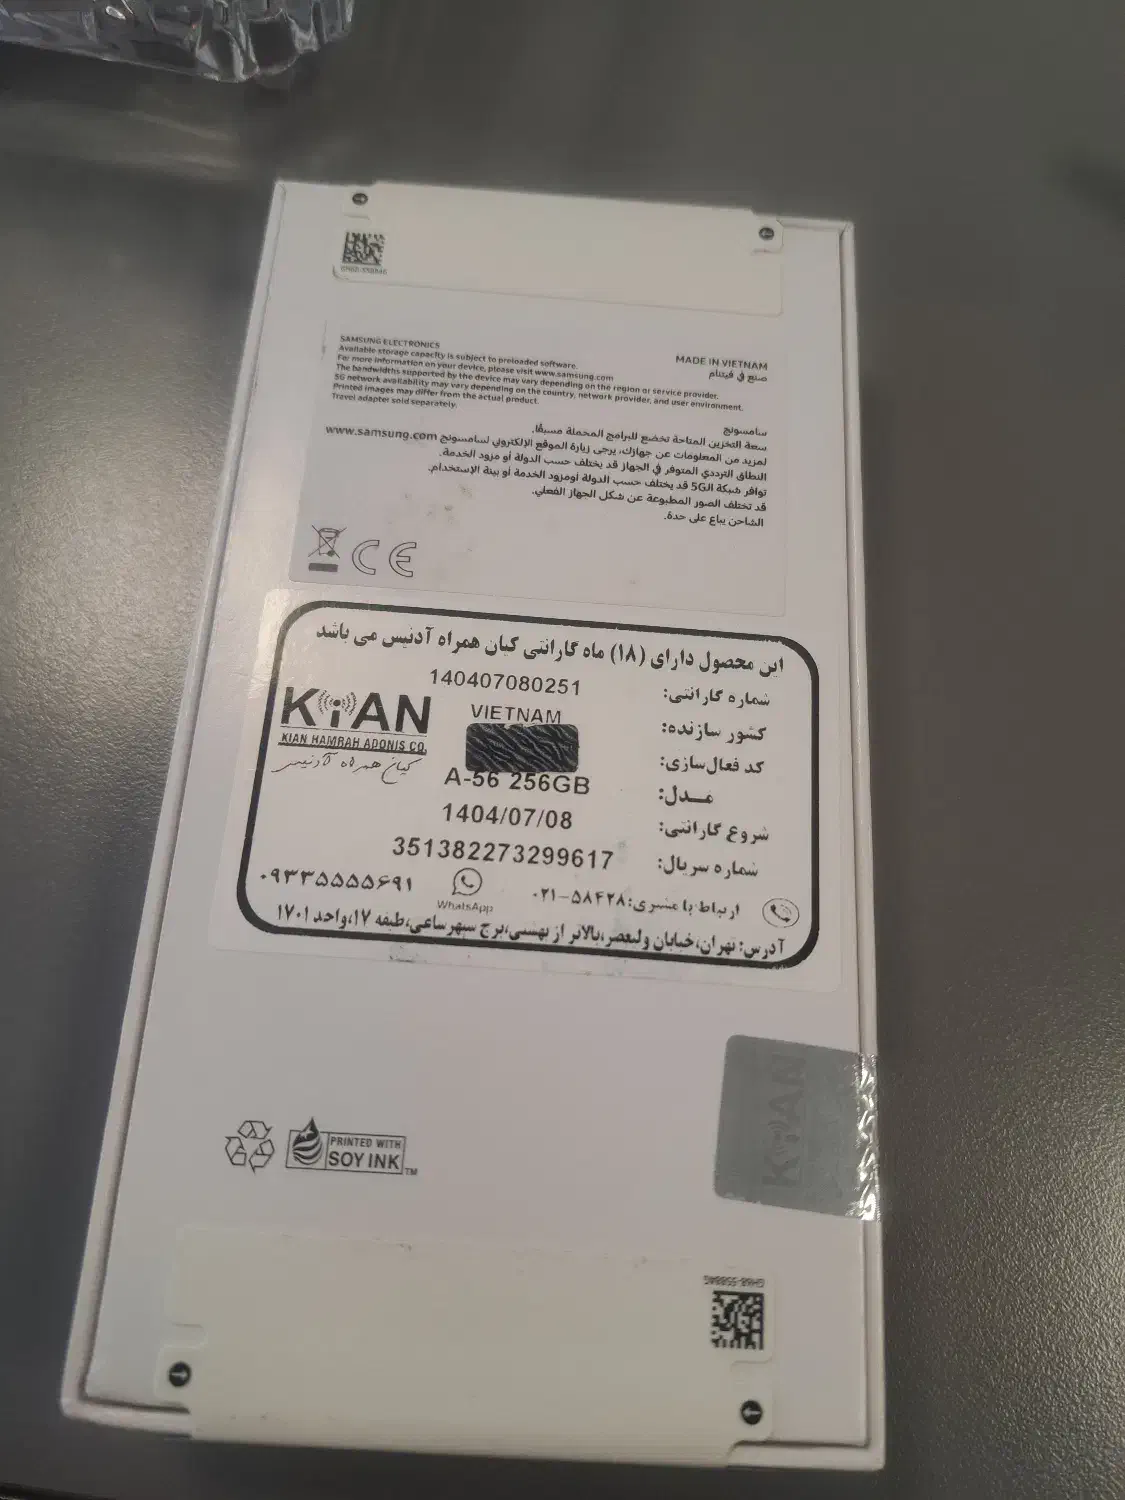 GH68-55884G
SAMSUNG ELECTRONICS
Available storage capacity is subject to preloaded software.
For more information on your device, please visit www.samsung.com
The bandwidths supported by the device may vary depending on the region or service provider.
5G network availability may vary depending on the country, network provider, and user environment.
Printed images may differ from the actual product.
Travel adapter sold separately.
MADE IN VIETNAM
صنع في فيتنام
سامسونج
سعة التخزين المتاحة تخضع للبرامج المحملة مسبقًا.
لمزيد من المعلومات عن جهازك، يرجى زيارة الموقع الإلكتروني لسامسونج www.samsung.com
النطاق الترددي المتوفر في الجهاز قد يختلف حسب الدولة أو مزود الخدمة.
توافر شبكة الـ5G قد يختلف حسب الدولة أومزود الخدمة أو بيئة الإستخدام.
قد تختلف الصور المطبوعة عن شكل الجهاز الفعلي.
الشاحن يباع على حدة.
CE
این محصول دارای (۱۸) ماه گارانتی کیان همراه آدنیس می باشد
شماره گارانتی: 140407080251
کشور سازنده: VIETNAM
کد فعال‌سازی:
مدل: A-56 256GB
شروع گارانتی: 1404/07/08
شماره سریال: 351382273299617
KIAN
KIAN HAMRAH ADONIS CO.
کیان همراه آدنیس
ارتباط با مشتری: ۰۲۱-۵۸۴۲۸
WhatsApp
۰۹۳۳۵۵۵۵۶۹۱
آدرس: تهران، خیابان ولیعصر، بالاتر از بهشتی، برج سپهرساعی، طبقه ۱۷، واحد ۱۷۰۱
KIAN
PRINTED WITH
SOY INK™
GH68-55884G